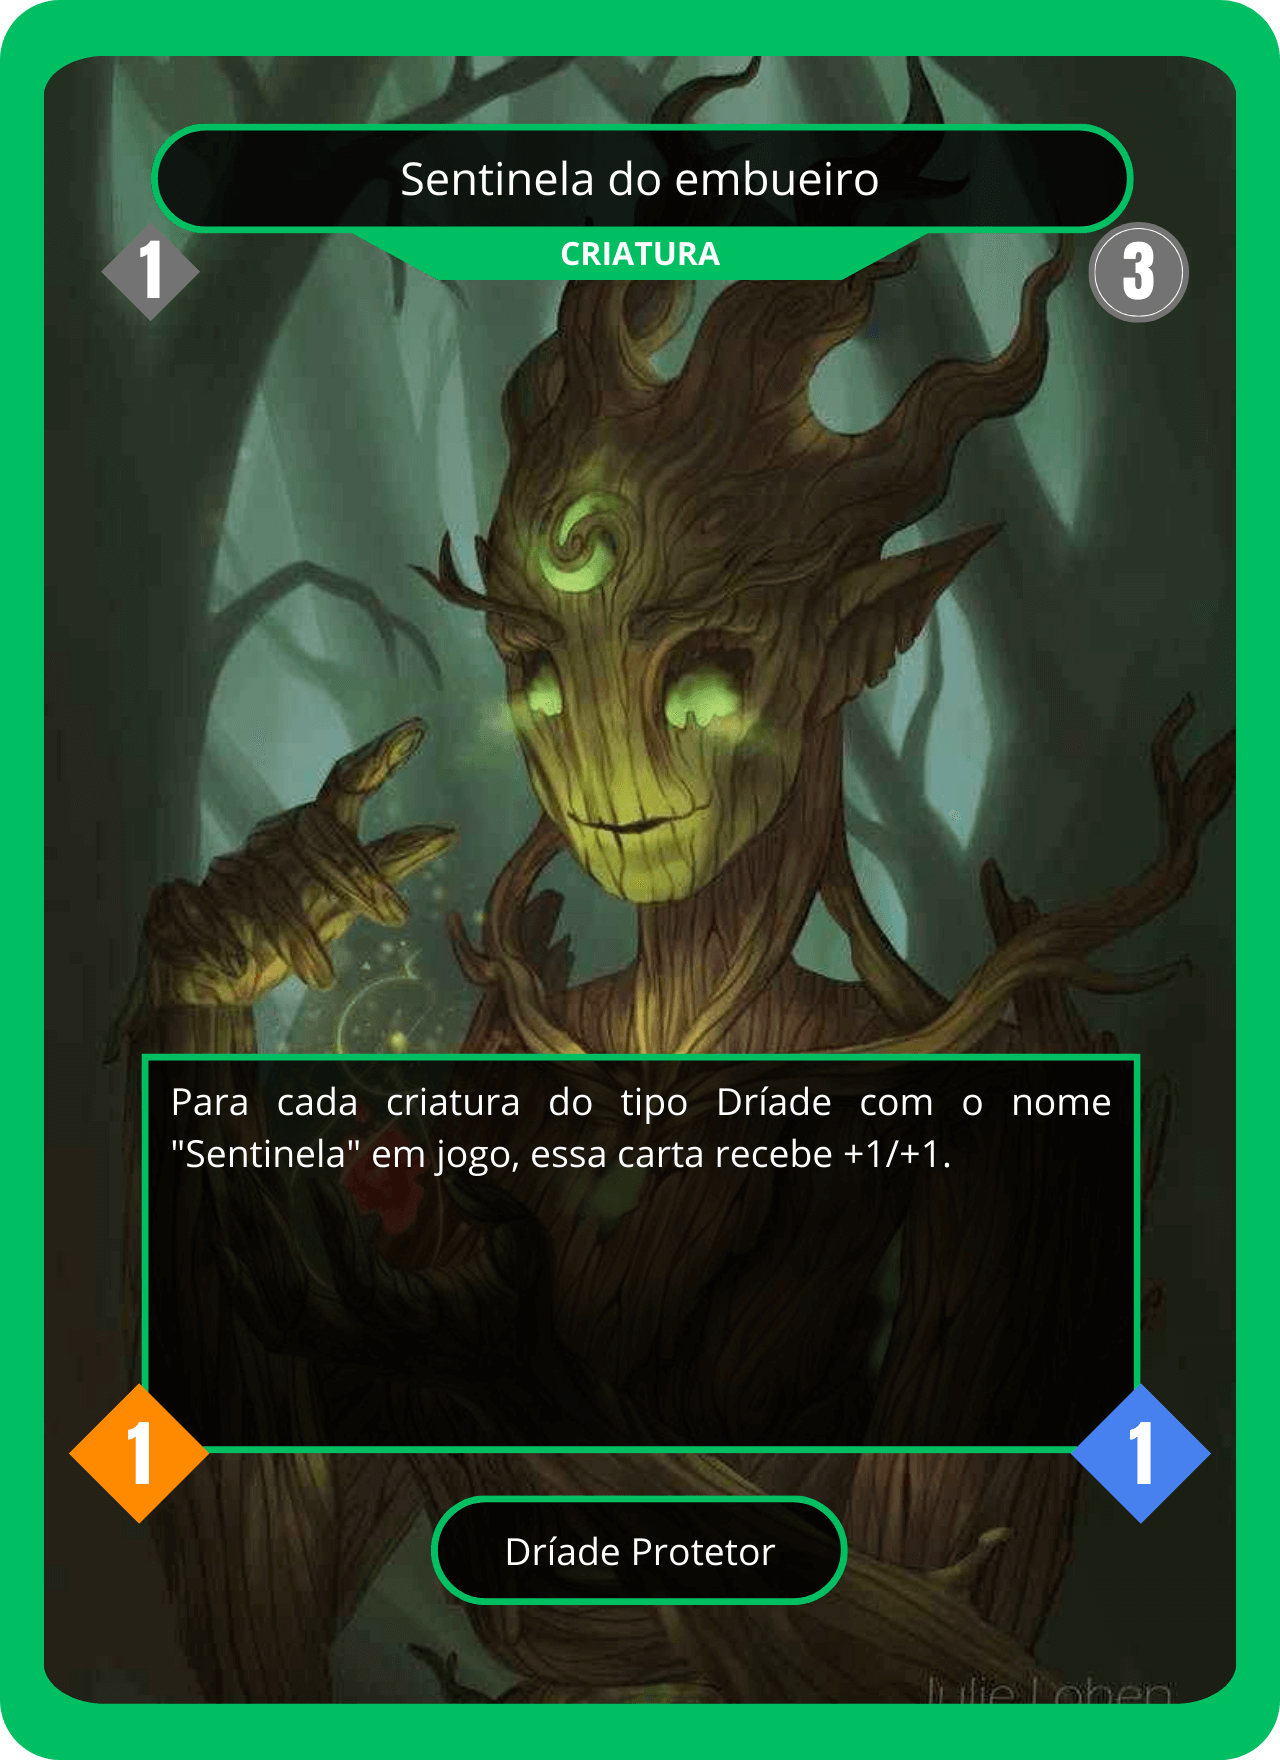 Sentinela do embueiro
CRIATURA
1
3
Para cada criatura do tipo Dríade com o nome
"Sentinela" em jogo, essa carta recebe +1/+1.
1
1
Dríade Protetor
Julie